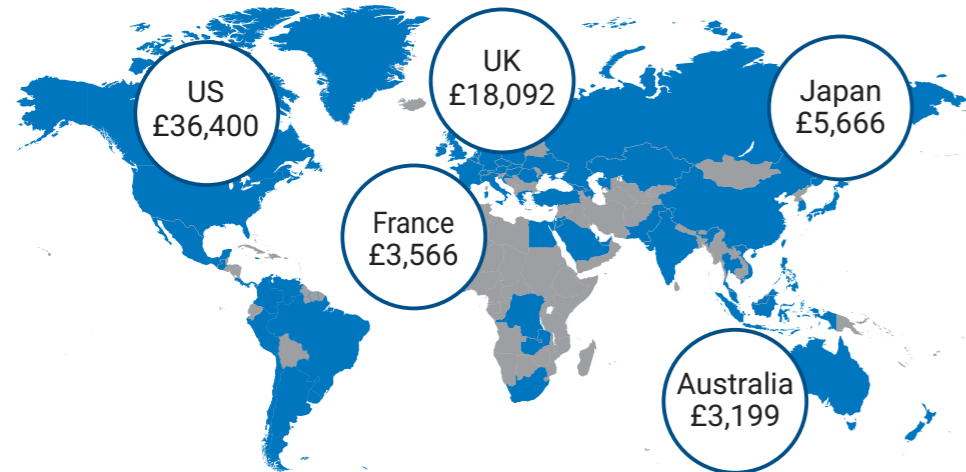 US
£36,400
UK
£18,092
Japan
£5,666
France
£3,566
Australia
£3,199